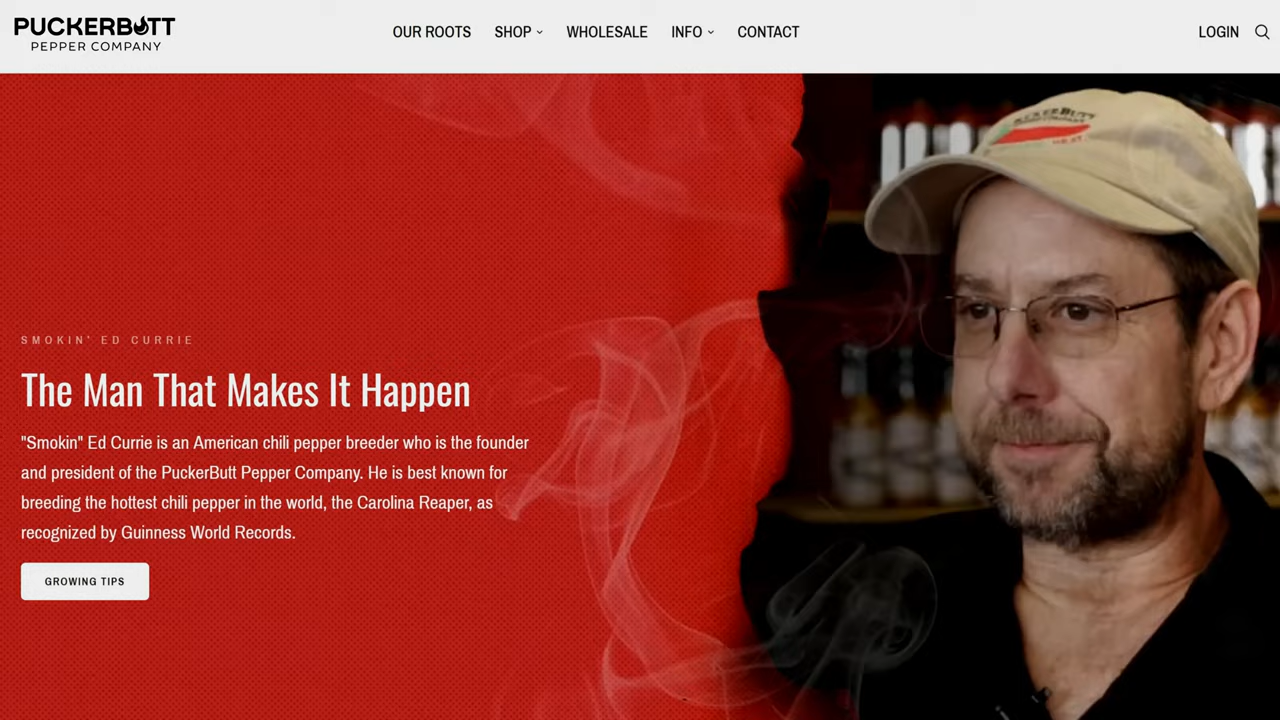 PUCKERBUTT
PEPPER COMPANY
OUR ROOTS
SHOP
WHOLESALE
INFO
CONTACT
LOGIN
SMOKIN' ED CURRIE
The Man That Makes It Happen
"Smokin" Ed Currie is an American chili pepper breeder who is the founder
and president of the PuckerButt Pepper Company. He is best known for
breeding the hottest chili pepper in the world, the Carolina Reaper, as
recognized by Guinness World Records.
GROWING TIPS